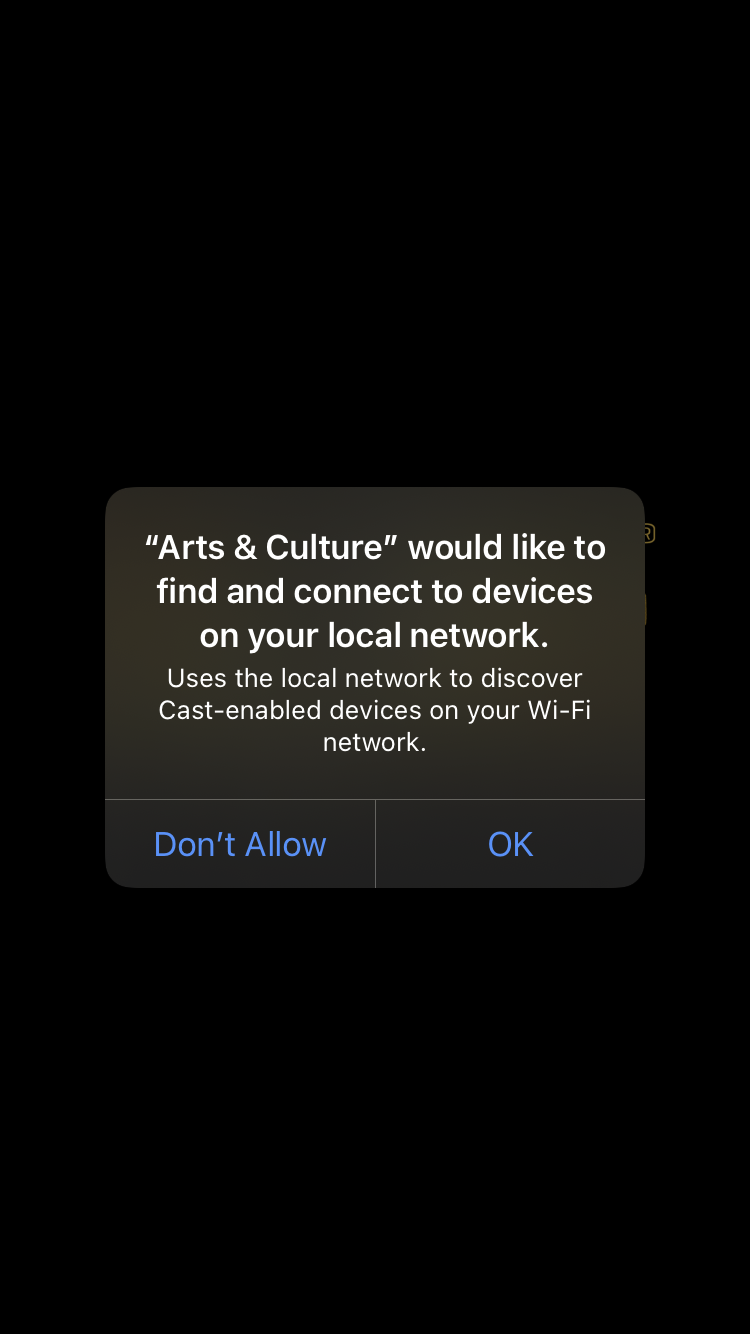 “Arts & Culture” would like to
find and connect to devices
on your local network.
Uses the local network to discover
Cast-enabled devices on your Wi-Fi
network.
Don’t Allow
OK